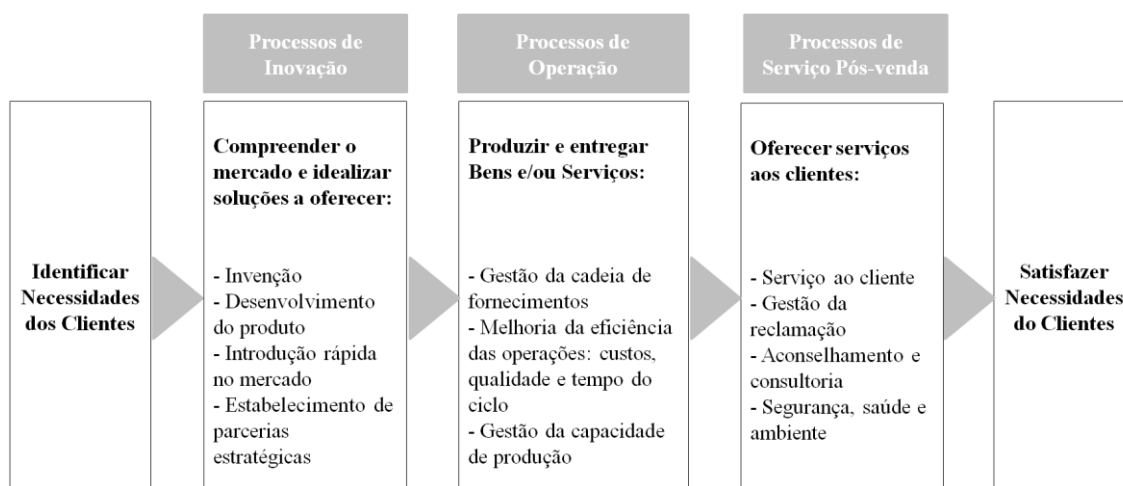 Processos de
Inovação
Processos de
Operação
Processos de
Serviço Pós-venda
Identificar
Necessidades
dos Clientes
Compreender o
mercado e idealizar
soluções a oferecer:
- Invenção
- Desenvolvimento
do produto
- Introdução rápida
no mercado
- Estabelecimento de
parcerias
estratégicas
Produzir e entregar
Bens e/ou Serviços:
- Gestão da cadeia de
fornecimentos
- Melhoria da eficiência
das operações: custos,
qualidade e tempo do
ciclo
- Gestão da capacidade
de produção
Oferecer serviços
aos clientes:
- Serviço ao cliente
- Gestão da
reclamação
- Aconselhamento e
consultoria
- Segurança, saúde e
ambiente
Satisfazer
Necessidades
do Clientes